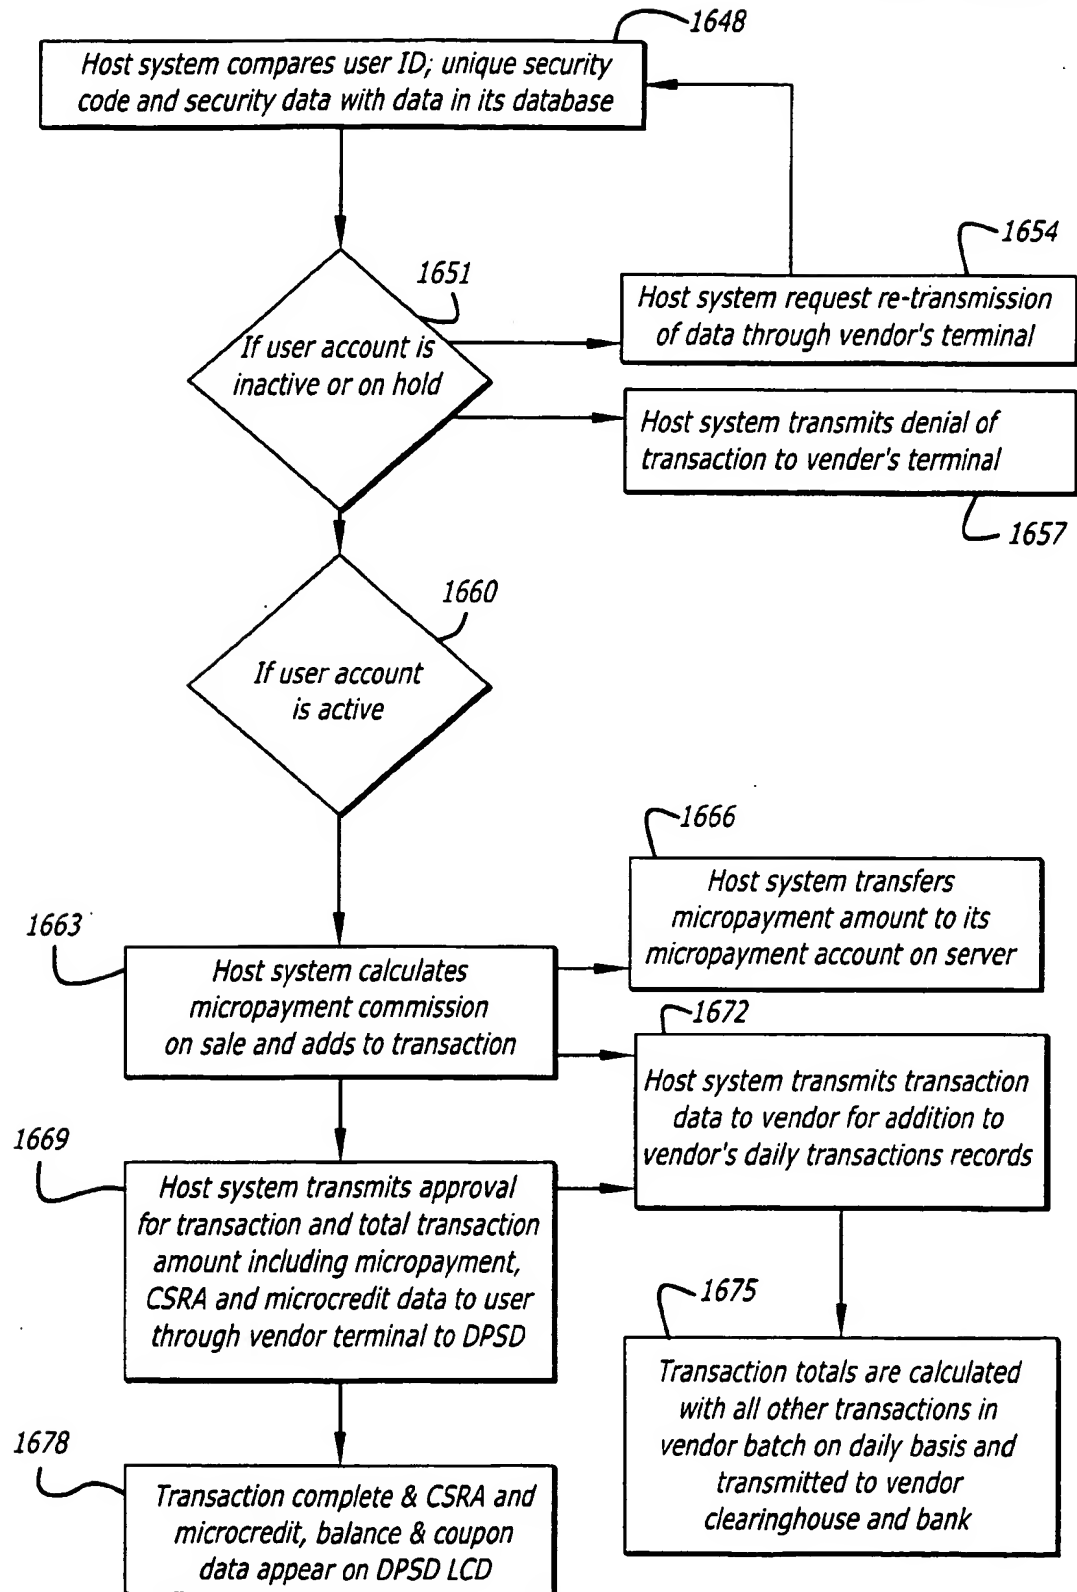 1648
Host system compares user ID; unique security
code and security data with data in its database
1654
1651
Host system request re-transmission
of data through vendor's terminal
If user account is
inactive or on hold
Host system transmits denial of
transaction to vender's terminal
1657
1660
If user account
is active
1666
Host system transfers
micropayment amount to its
micropayment account on server
1663
Host system calculates
micropayment commission
on sale and adds to transaction
1672
Host system transmits transaction
data to vendor for addition to
vendor's daily transactions records
1669
Host system transmits approval
for transaction and total transaction
amount including micropayment,
CSRA and microcredit data to user
through vendor terminal to DPSD
1675
Transaction totals are calculated
with all other transactions in
vendor batch on daily basis and
transmitted to vendor
clearinghouse and bank
1678
Transaction complete & CSRA and
microcredit, balance & coupon
data appear on DPSD LCD